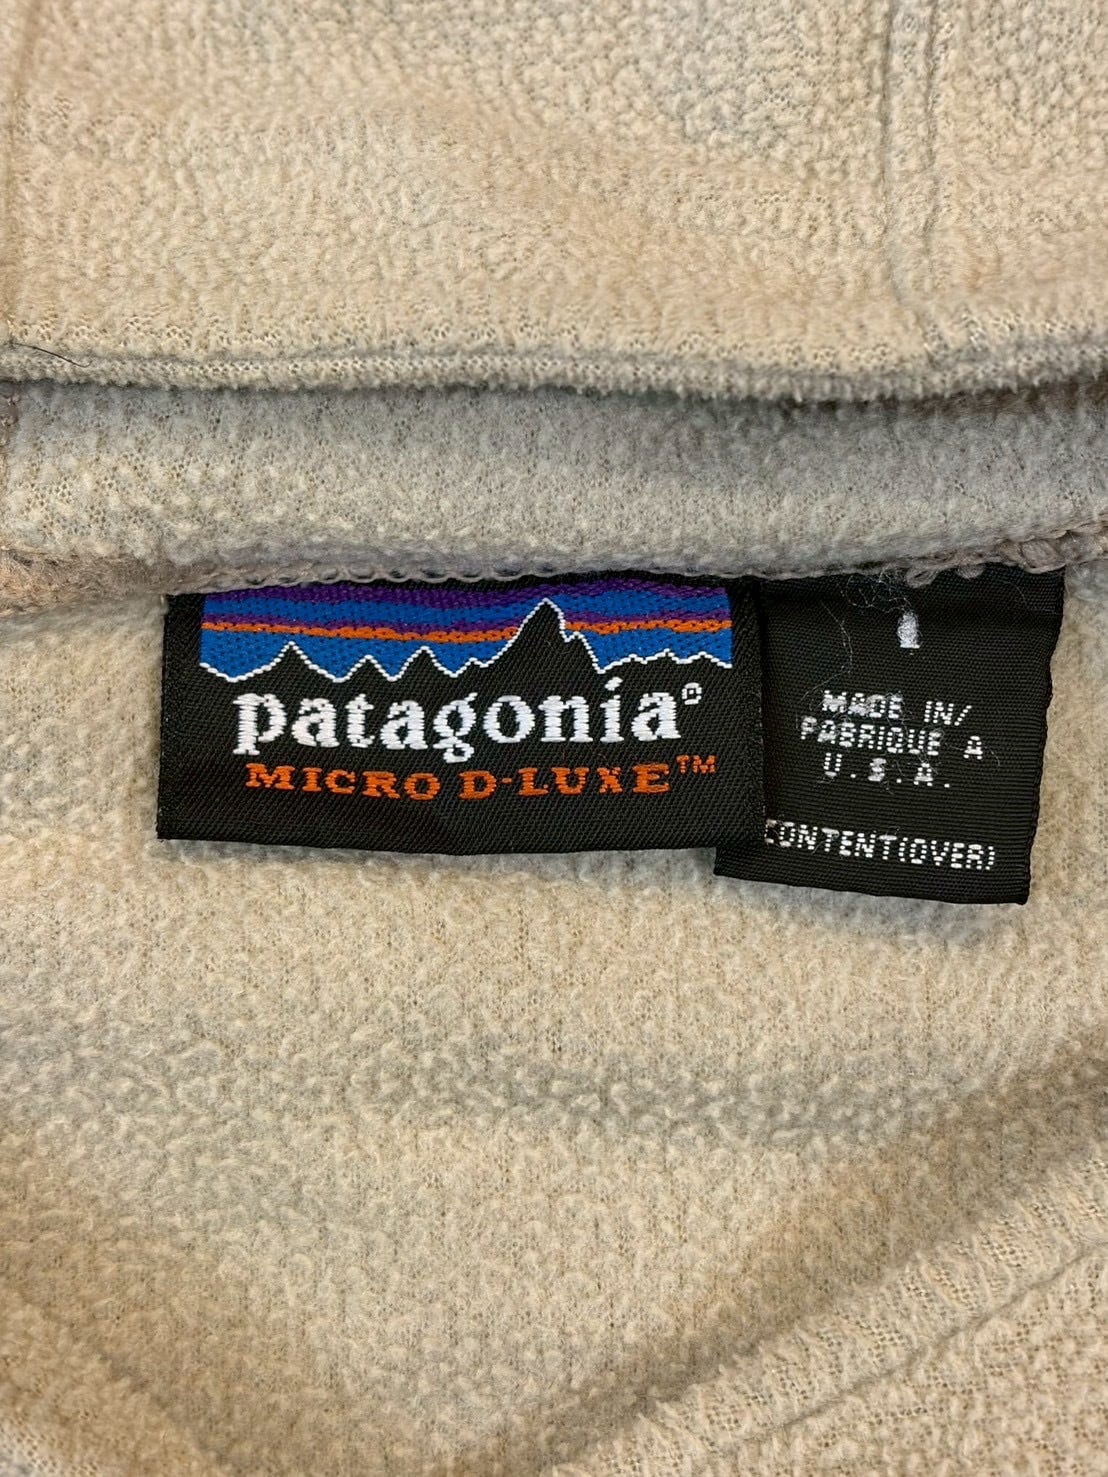 patagonia®
MICRO D-LUXE™
MADE IN/
FABRIQUE A
U.S.A.
CONTENT(OVER)